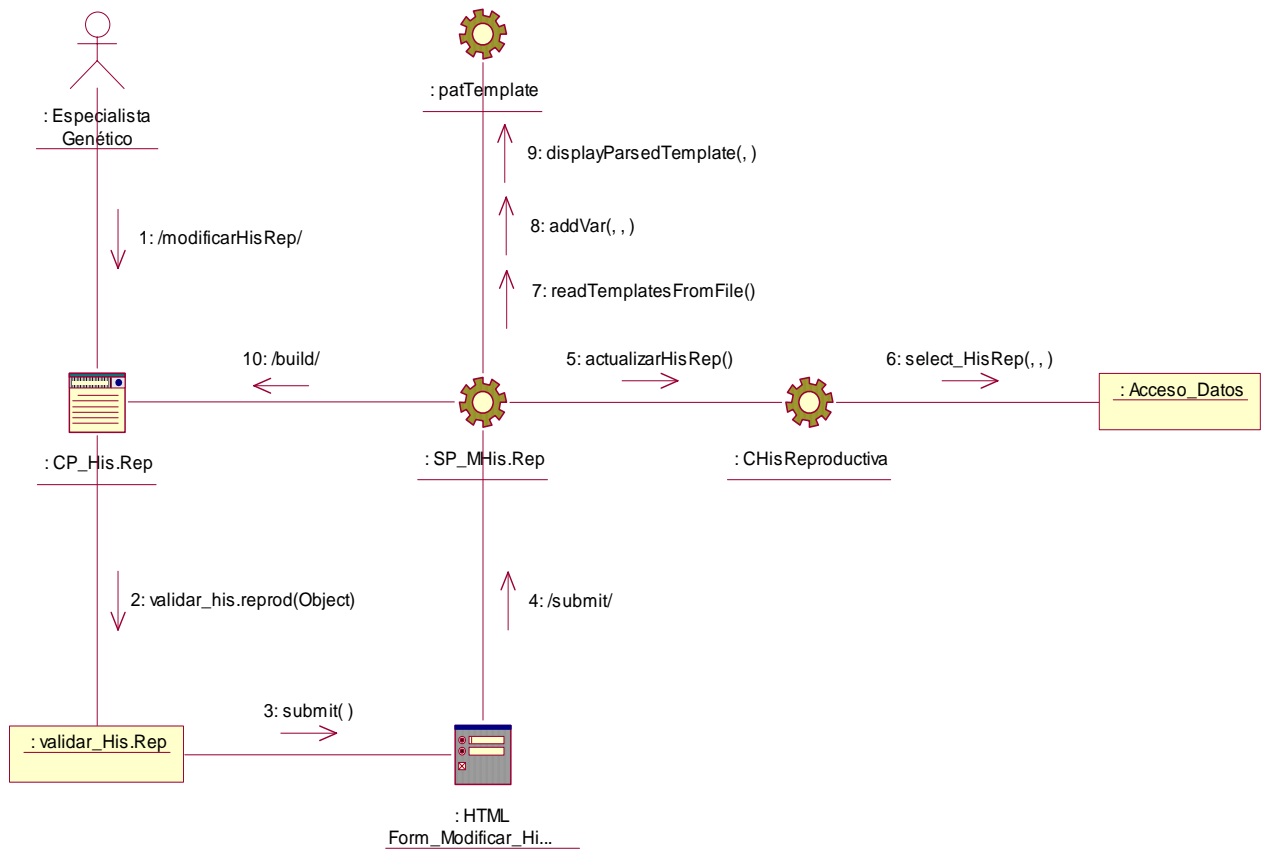 : patTemplate
: Especialista
Genético
9: displayParsedTemplate(, )
8: addVar(, , )
1: /modificarHisRep/
7: readTemplatesFromFile()
10: /build/
5: actualizarHisRep()
6: select_HisRep(, , )
: Acceso_Datos
: CP_His.Rep
: SP_MHis.Rep
: CHisReproductiva
2: validar_his.reprod(Object)
4: /submit/
3: submit( )
: validar_His.Rep
: HTML
Form_Modificar_Hi...